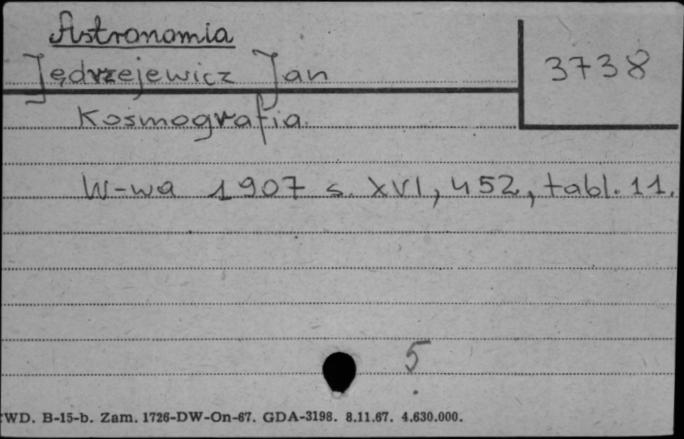 Astronomia
Jędrzejewicz Jan
3738
Kosmografia.
W-wa 1907 s. XVI, 452, tabl. 11.
5
WD. B-15-b. Zam. 1726-DW-On-67. GDA-3198. 8.11.67. 4.630.000.